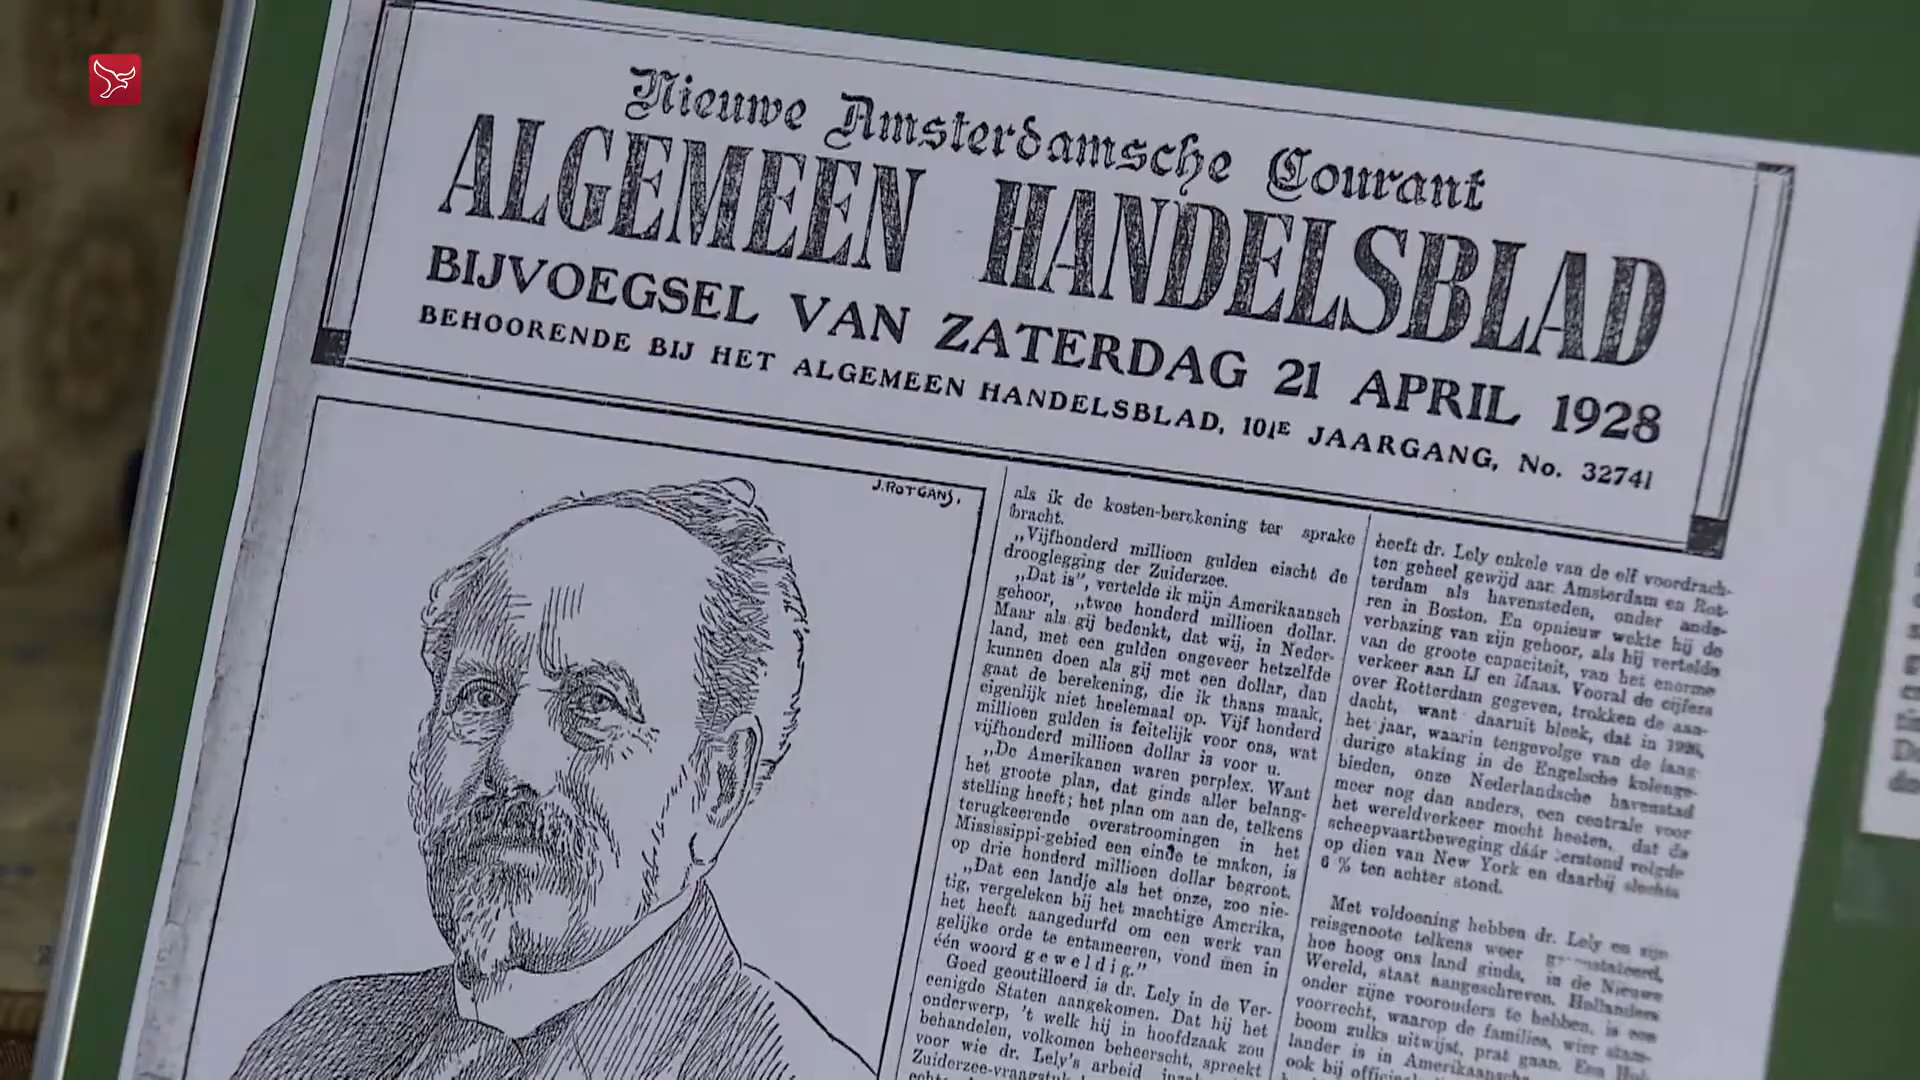 Nieuwe Amsterdamsche Courant
ALGEMEEN HANDELSBLAD
BIJVOEGSEL VAN ZATERDAG 21 APRIL 1928
BEHOORENDE BIJ HET ALGEMEEN HANDELSBLAD, 101E JAARGANG, No. 32741
J. ROTGANS.
als ik de kosten-berekening ter sprake
bracht.
„Vijfhonderd millioen gulden eischt de
drooglegging der Zuiderzee.
„Dat is", vertelde ik mijn Amerikaansch
gehoor, „twee honderd millioen dollar.
Maar als gij bedenkt, dat wij, in Neder-
land, met een gulden ongeveer hetzelfde
kunnen doen als gij met een dollar, dan
gaat de berekening, die ik thans maak,
eigenlijk niet heelemaal op. Vijf honderd
millioen gulden is feitelijk voor ons, wat
vijfhonderd millioen dollar is voor u.
„De Amerikanen waren perplex. Want
het groote plan, dat ginds aller belang-
stelling heeft; het plan om aan de, telkens
terugkeerende overstroomingen in het
Mississippi-gebied een einde te maken, is
op drie honderd millioen dollar begroot.
„Dat een landje als het onze, zoo nie-
tig, vergeleken bij het machtige Amerika,
het heeft aangedurfd om een werk van
gelijke orde te entameeren, vond men in
één woord geweldig."
Goed geoutilleerd is dr. Lely in de Ver-
eenigde Staten aangekomen. Dat hij het
onderwerp, 't welk hij in hoofdzaak zou
behandelen, volkomen beheerscht, spreekt
voor wie dr. Lely's arbeid
heeft dr. Lely enkele van de elf voordrach-
ten geheel gewijd aan Amsterdam en Rot-
terdam als havensteden, onder ande-
ren in Boston. En opnieuw wekte hij de
verbazing van zijn gehoor, als hij vertelde
van de groote capaciteit, van het enorme
verkeer aan IJ en Maas. Vooral de cijfers
over Rotterdam gegeven, trokken de aan-
dacht, want daaruit bleek, dat in 1926,
het jaar, waarin tengevolge van de lang
durige staking in de Engelsche kolenge-
bieden, onze Nederlandsche havenstad
meer nog dan anders, een centrale voor
het wereldverkeer mocht heeten, dat de
scheepvaartbeweging dáár
op dien van New York en daarbij slechts
6 % ten achter stond.
Met voldoening hebben dr. Lely en zijn
reisgenoote telkens weer
hoe hoog ons land ginds, in de Nieuwe
Wereld, staat aangeschreven. Hollanders
onder zijne voorouders te hebben, is een
voorrecht, waarop de families, wier stam-
boom zulks uitwijst, prat gaan. Een Hol-
lander is in Amerikaansche
ook bij